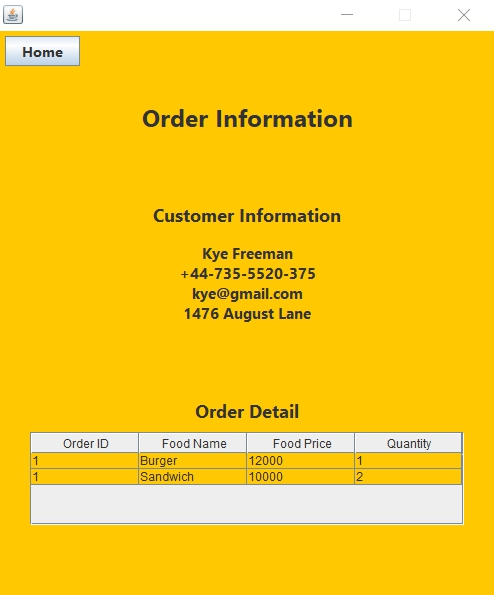 Home
Order Information
Customer Information
Kye Freeman
+44-735-5520-375
kye@gmail.com
1476 August Lane
Order Detail
Order ID Food Name Food Price Quantity
1 Burger 12000 1
1 Sandwich 10000 2